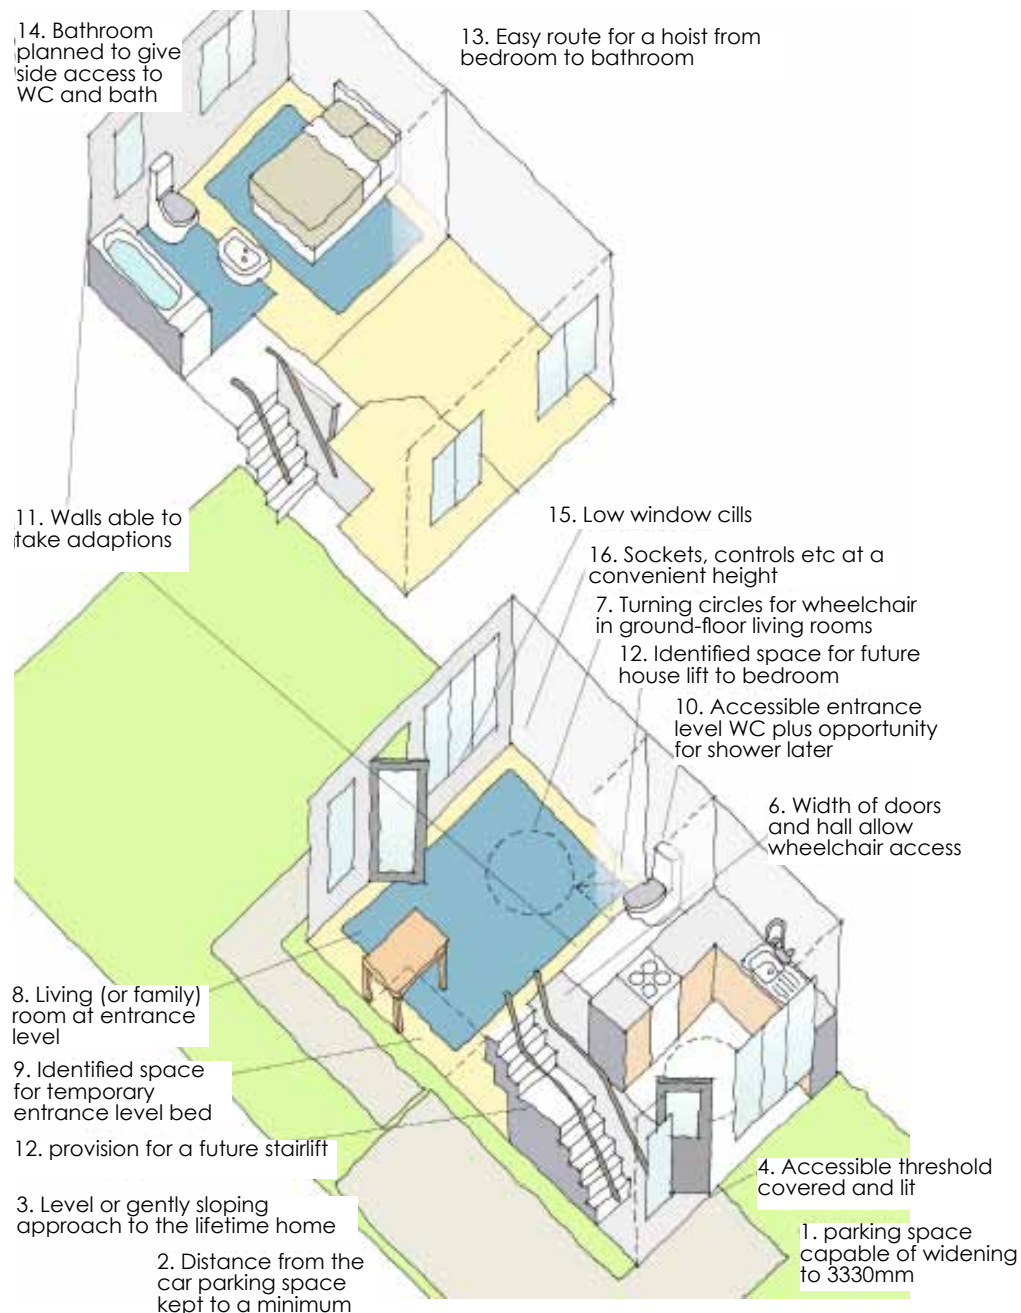 14. Bathroom
planned to give
side access to
WC and bath
13. Easy route for a hoist from
bedroom to bathroom
11. Walls able to
take adaptions
15. Low window cills
16. Sockets, controls etc at a
convenient height
7. Turning circles for wheelchair
in ground-floor living rooms
12. Identified space for future
house lift to bedroom
10. Accessible entrance
level WC plus opportunity
for shower later
6. Width of doors
and hall allow
wheelchair access
8. Living (or family)
room at entrance
level
9. Identified space
for temporary
entrance level bed
12. provision for a future stairlift
3. Level or gently sloping
approach to the lifetime home
2. Distance from the
car parking space
kept to a minimum
4. Accessible threshold
covered and lit
1. parking space
capable of widening
to 3330mm